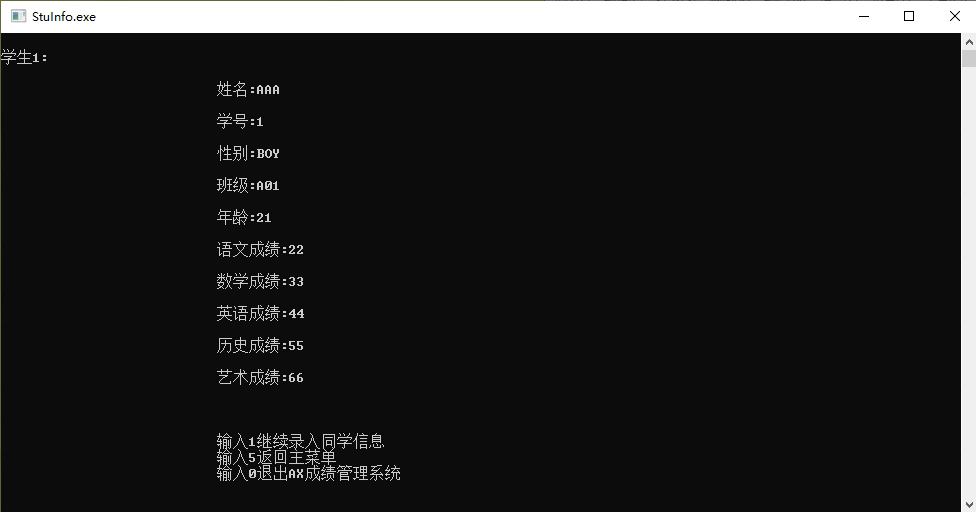 StuInfo.exe
学生1:
姓名:AAA
学号:1
性别:BOY
班级:A01
年龄:21
语文成绩:22
数学成绩:33
英语成绩:44
历史成绩:55
艺术成绩:66
输入1继续录入同学信息
输入5返回主菜单
输入0退出AX成绩管理系统